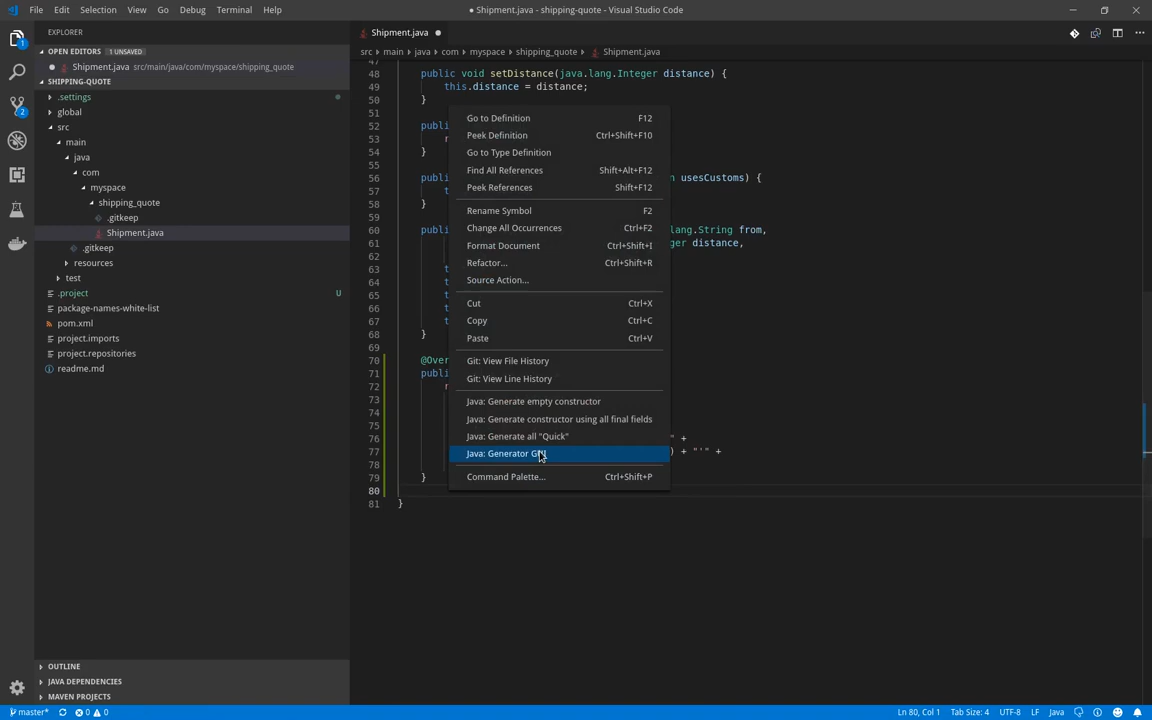 File Edit Selection View Go Debug Terminal Help
● Shipment.java - shipping-quote - Visual Studio Code
EXPLORER
Shipment.java
OPEN EDITORS 1 UNSAVED
src › main › java › com › myspace › shipping_quote › Shipment.java
● Shipment.java src/main/java/com/myspace/shipping_quote
SHIPPING-QUOTE
.settings
global
src
main
java
com
myspace
shipping_quote
.gitkeep
Shipment.java
.gitkeep
resources
test
.project U
package-names-white-list
pom.xml
project.imports
project.repositories
readme.md
OUTLINE
JAVA DEPENDENCIES
MAVEN PROJECTS
1
2
47
48 public void setDistance(java.lang.Integer distance) {
49 this.distance = distance;
50 }
51
52 publi
53 r
54 }
55
56 publi n usesCustoms) {
57 t
58 }
59
60 publi lang.String from,
61 ger distance,
62
63 t
64 t
65 t
66 t
67 t
68 }
69
70 @Over
71 publi
72 r
73
74
75
76 " +
77 ) + "'" +
78
79 }
80
81 }
Go to Definition F12
Peek Definition Ctrl+Shift+F10
Go to Type Definition
Find All References Shift+Alt+F12
Peek References Shift+F12
Rename Symbol F2
Change All Occurrences Ctrl+F2
Format Document Ctrl+Shift+I
Refactor... Ctrl+Shift+R
Source Action...
Cut Ctrl+X
Copy Ctrl+C
Paste Ctrl+V
Git: View File History
Git: View Line History
Java: Generate empty constructor
Java: Generate constructor using all final fields
Java: Generate all "Quick"
Java: Generator GUI
Command Palette... Ctrl+Shift+P
master* 0 0 Ln 80, Col 1 Tab Size: 4 UTF-8 LF Java